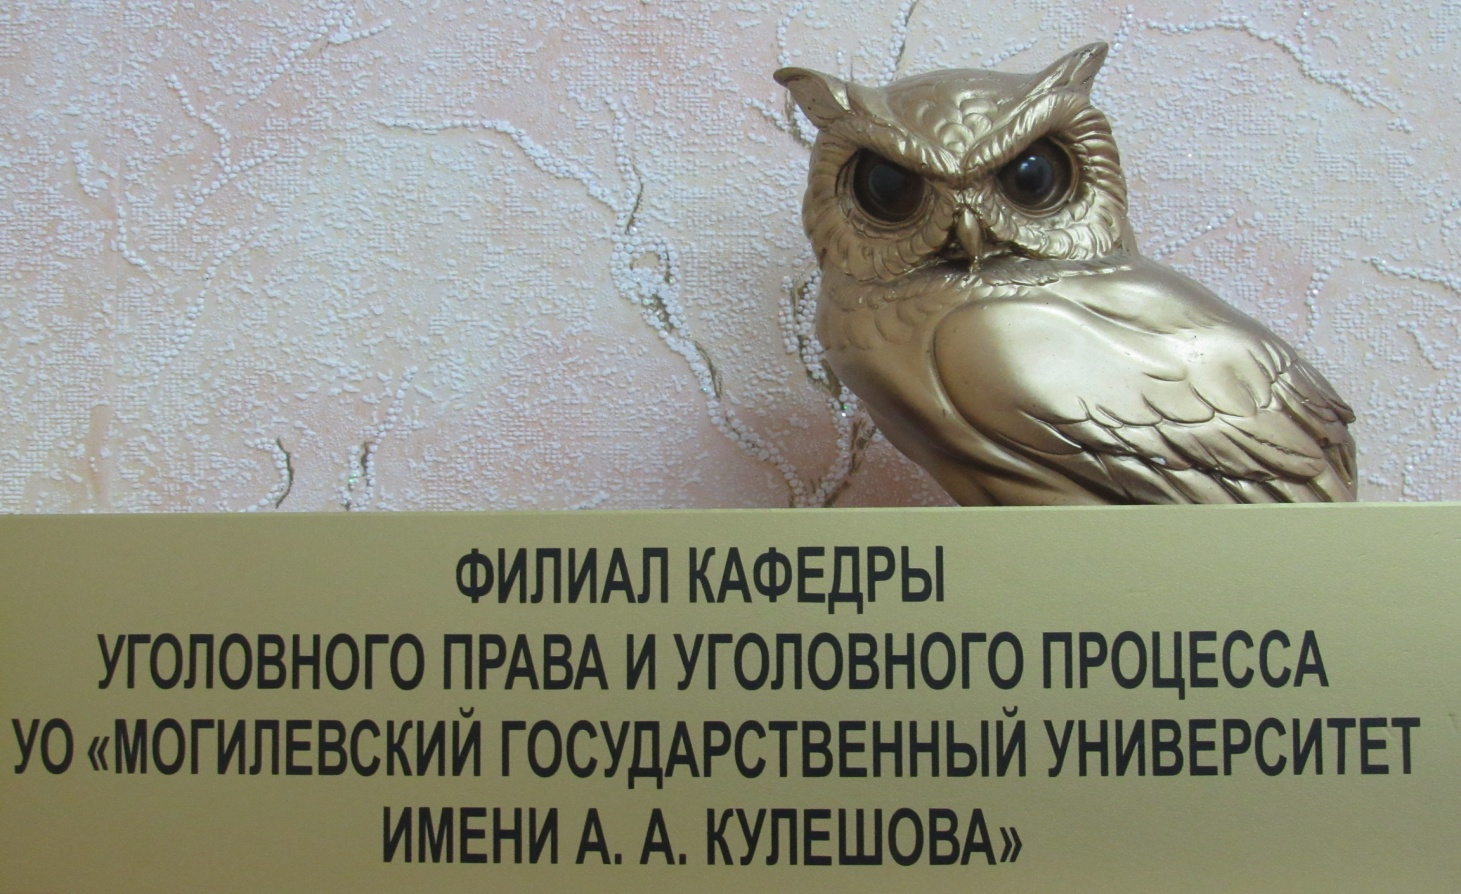 ФИЛИАЛ КАФЕДРЫ
УГОЛОВНОГО ПРАВА И УГОЛОВНОГО ПРОЦЕССА
УО «МОГИЛЕВСКИЙ ГОСУДАРСТВЕННЫЙ УНИВЕРСИТЕТ
ИМЕНИ А. А. КУЛЕШОВА»